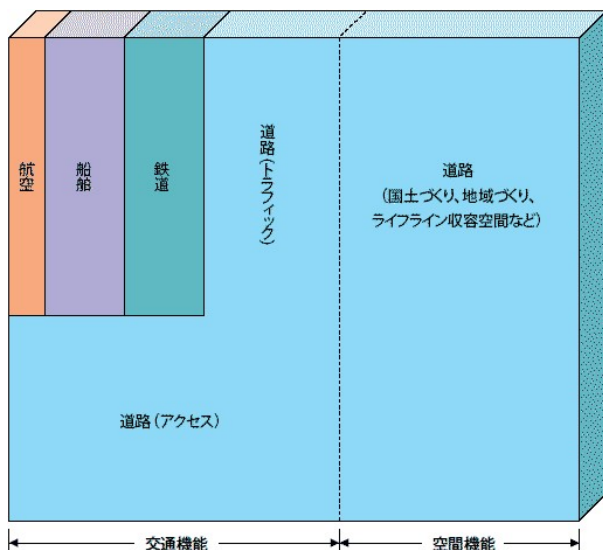 航空
船舶
鉄道
道路(トラフィック)
道路
(国土づくり、地域づくり、
ライフライン収容空間など)
道路(アクセス)
交通機能
空間機能